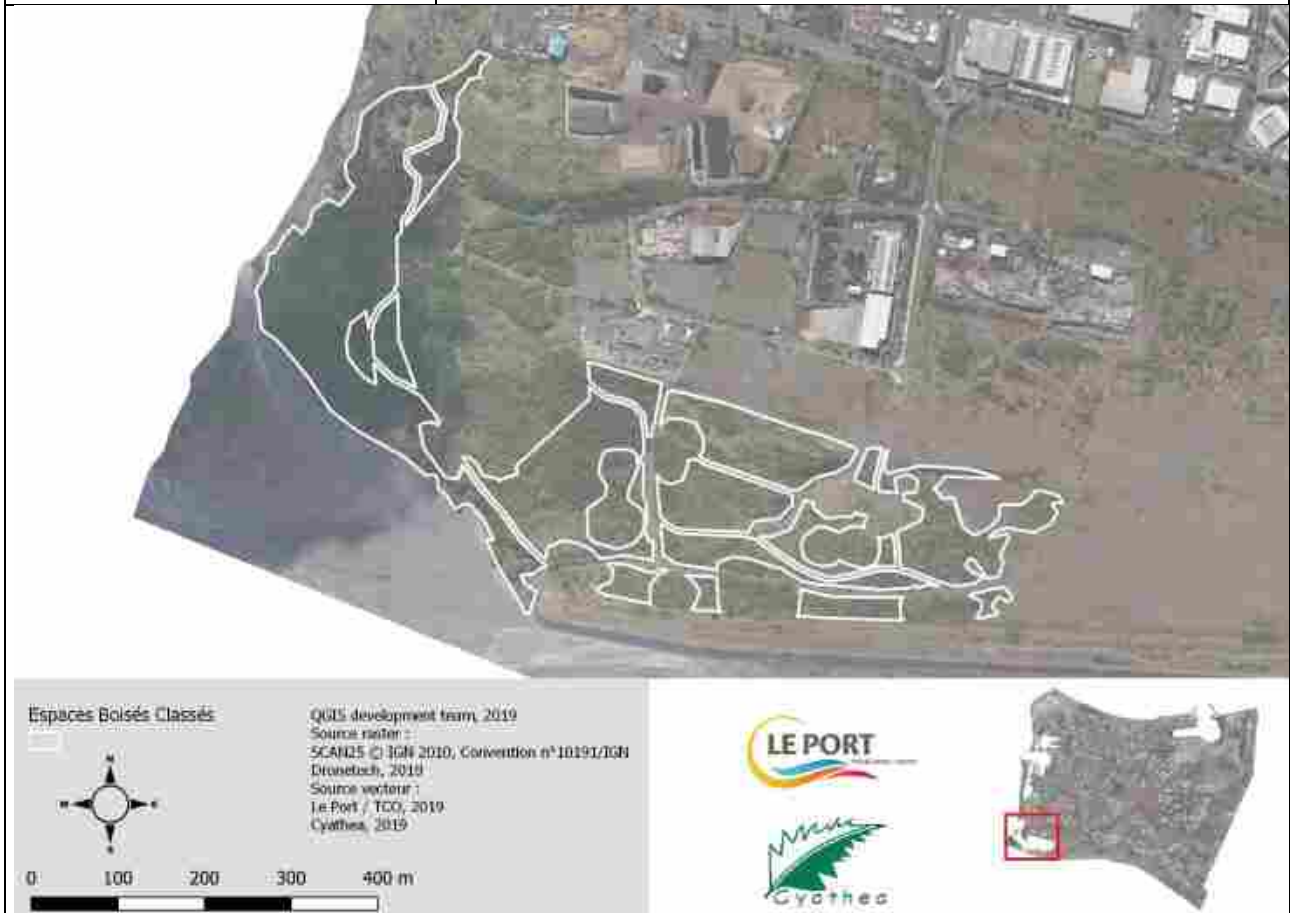 Espaces Boisés Classés
QGIS development team, 2019
Source raster :
SCAN25 © IGN 2010, Convention n°10191/IGN
Dronetech, 2019
Source vecteur :
Le Port / TCO, 2019
Cyathea, 2019
N
S
0 100 200 300 400 m
LE PORT
Cyathea